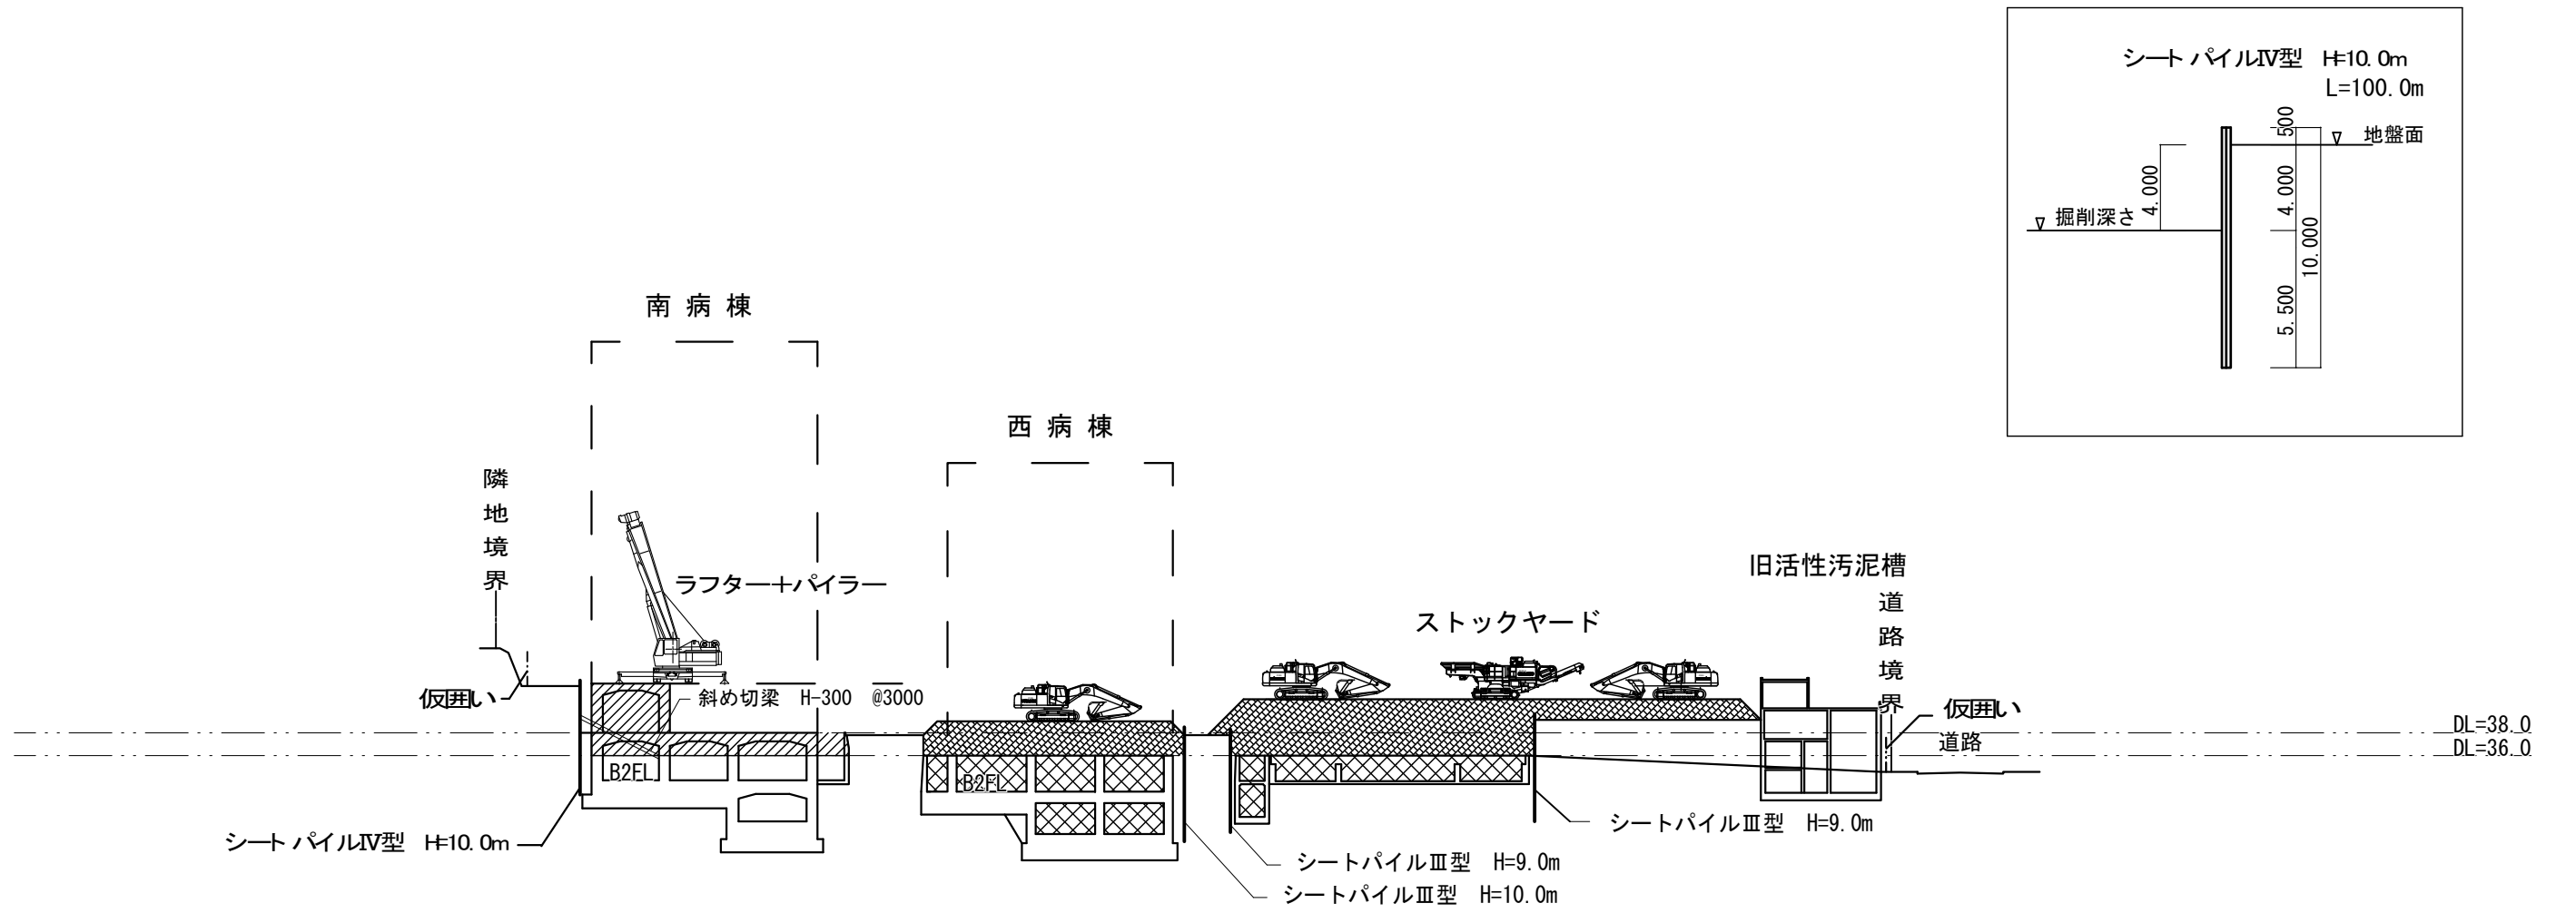 シートパイルⅣ型 H=10.0m
L=100.0m
500
地盤面
4.000
4.000
掘削深さ
10.000
5.500
南病棟
西病棟
隣地境界
ラフター＋パイラー
旧活性汚泥槽
道路境界
ストックヤード
仮囲い
斜め切梁 H-300 @3000
仮囲い
道路
DL=38.0
DL=36.0
B2FL
B2FL
シートパイルⅣ型 H=10.0m
シートパイルⅢ型 H=9.0m
シートパイルⅢ型 H=9.0m
シートパイルⅢ型 H=10.0m